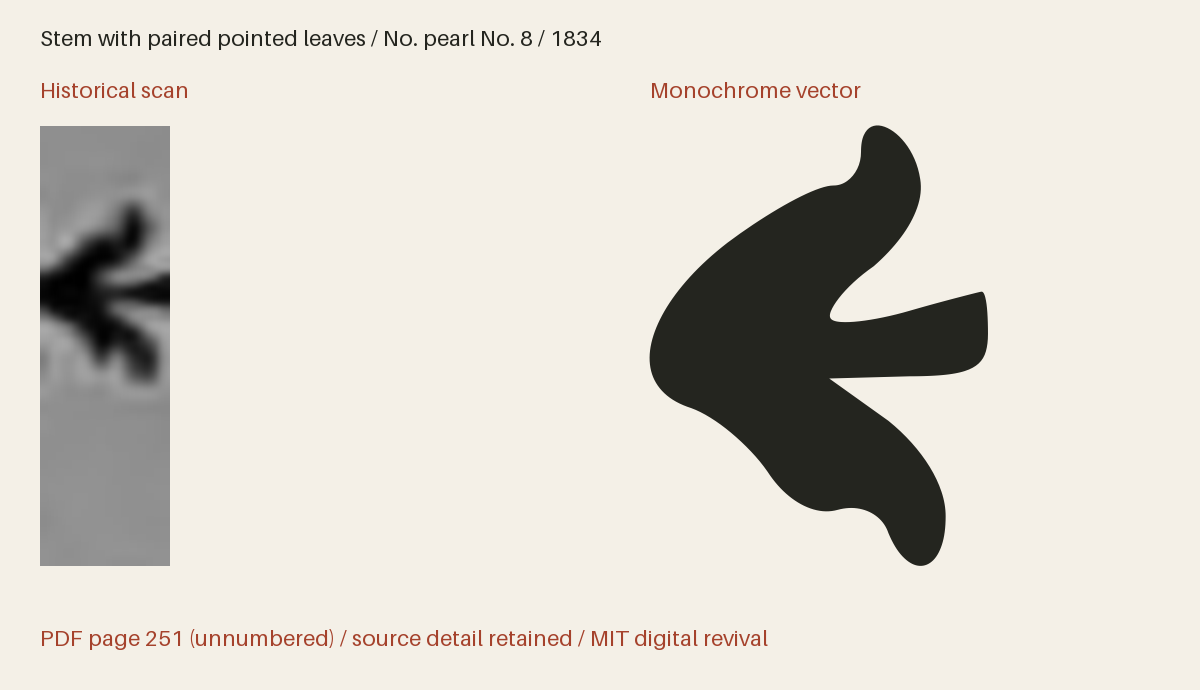 Stem with paired pointed leaves / No. pearl No. 8 / 1834
Historical scan
Monochrome vector
PDF page 251 (unnumbered) / source detail retained / MIT digital revival